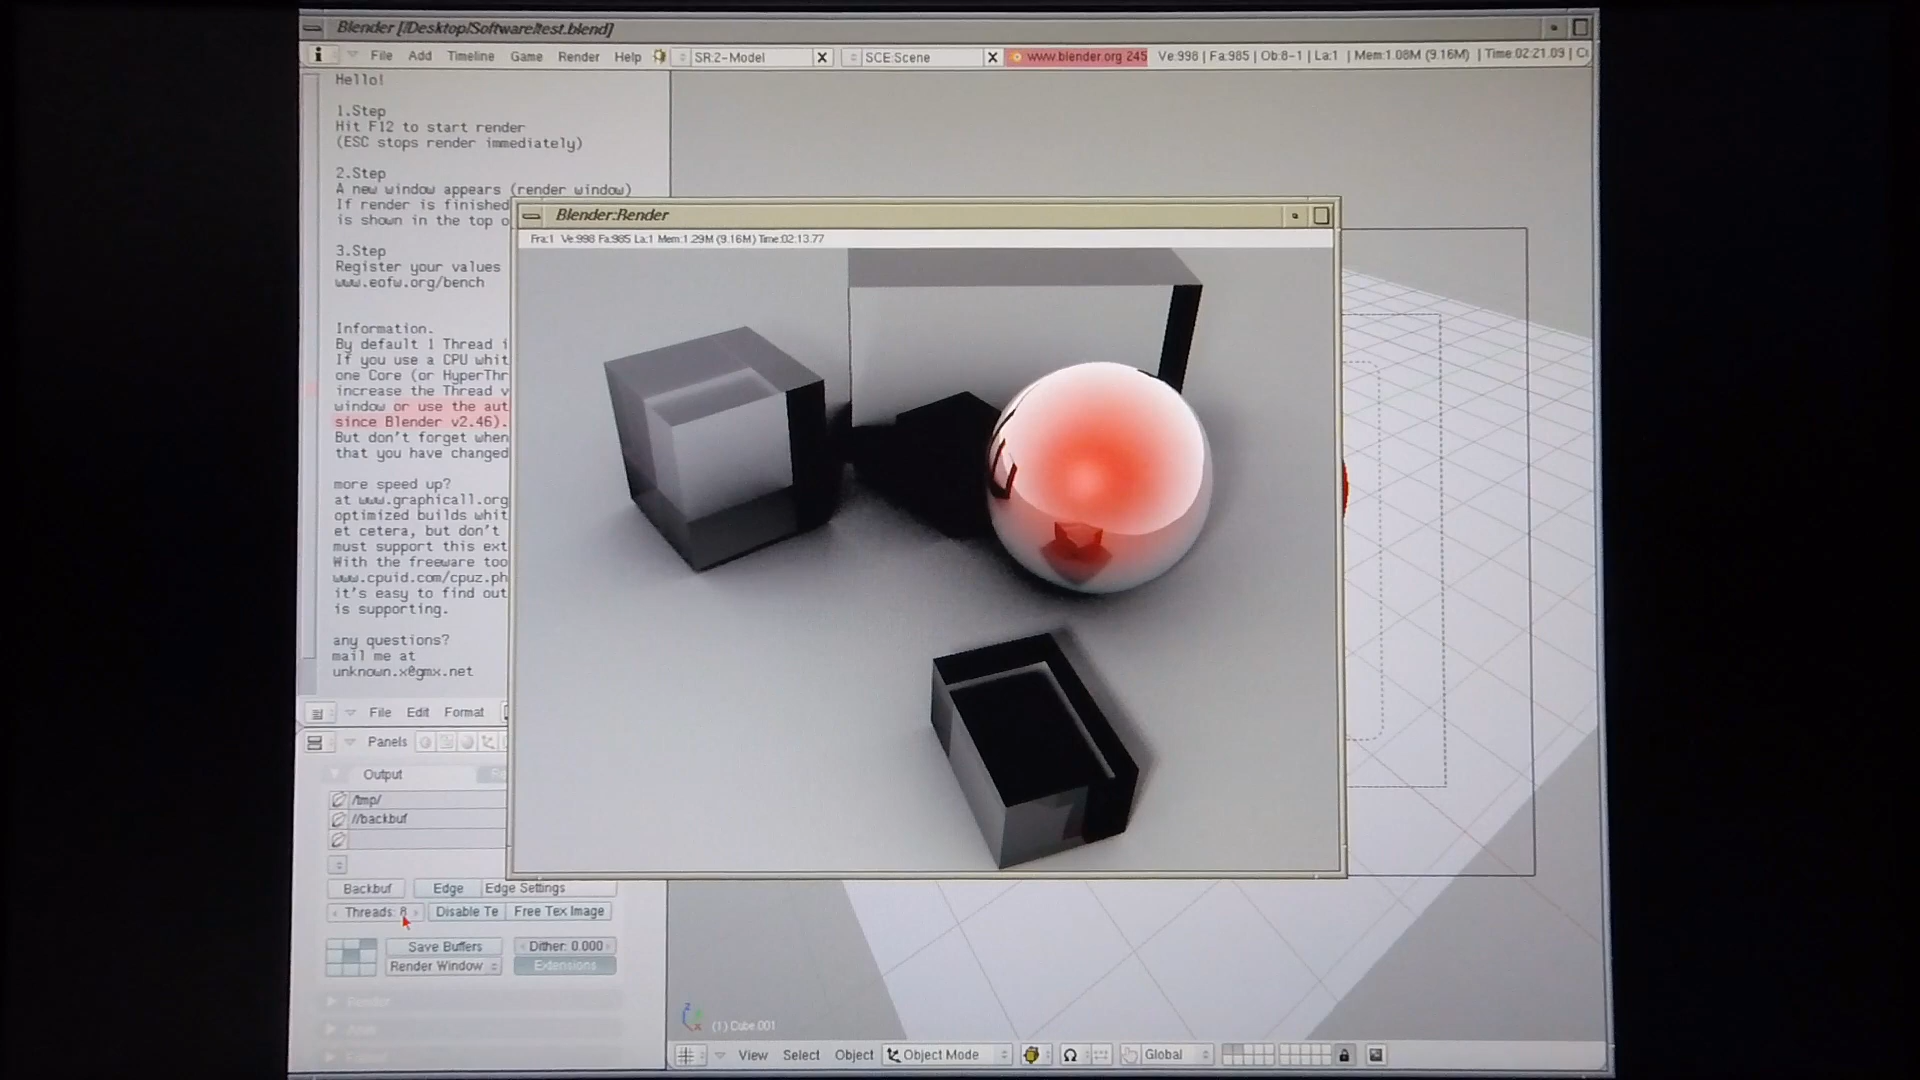 Blender [/Desktop/Software/test.blend]
File Add Timeline Game Render Help SR:2-Model SCE:Scene www.blender.org 245 Ve:998 | Fa:985 | Ob:8-1 | La:1 | Mem:1.08M (9.16M) | Time:02:21.09 |
Hello!
1.Step
Hit F12 to start render
(ESC stops render immediately)
2.Step
A new window appears (render window)
If render is finished
is shown in the top o
3.Step
Register your values
www.eofw.org/bench
Information.
By default 1 Thread i
If you use a CPU whit
one Core (or HyperThr
increase the Thread v
window or use the aut
since Blender v2.46).
But don't forget when
that you have changed
more speed up?
at www.graphicall.org
optimized builds whit
et cetera, but don't
must support this ext
With the freeware too
www.cpuid.com/cpuz.ph
it's easy to find out
is supporting.
any questions?
mail me at
unknown.x@gmx.net
Blender:Render
Fra:1 Ve:998 Fa:985 La:1 Mem:1.29M (9.16M) Time:02:13.77
File Edit Format
Panels
Output
/tmp/
//backbuf
Backbuf Edge Edge Settings
Threads: 8 Disable Te Free Tex Image
Save Buffers Dither: 0.000
Render Window Extensions
Render
(1) Cube.001
View Select Object Object Mode Global